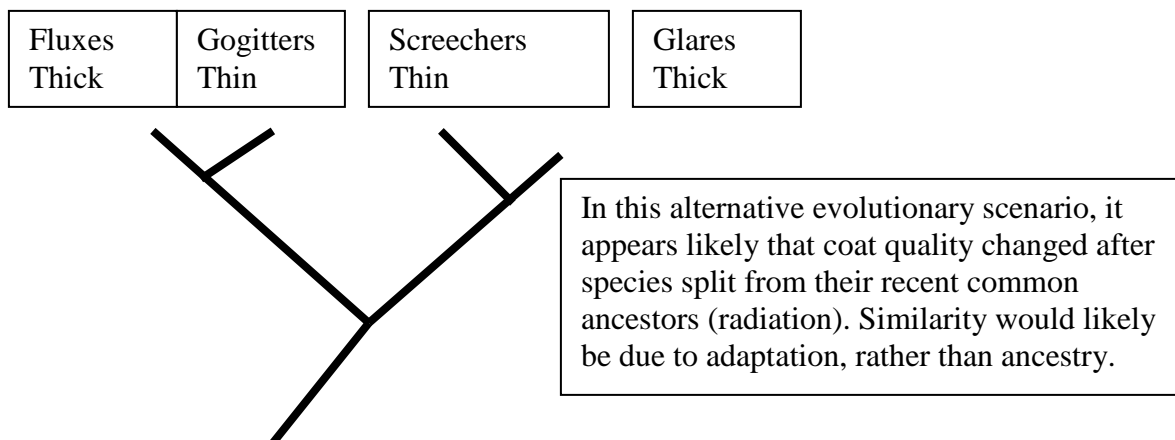 Fluxes
Thick
Gogitters
Thin
Screechers
Thin
Glares
Thick
In this alternative evolutionary scenario, it
appears likely that coat quality changed after
species split from their recent common
ancestors (radiation). Similarity would likely
be due to adaptation, rather than ancestry.